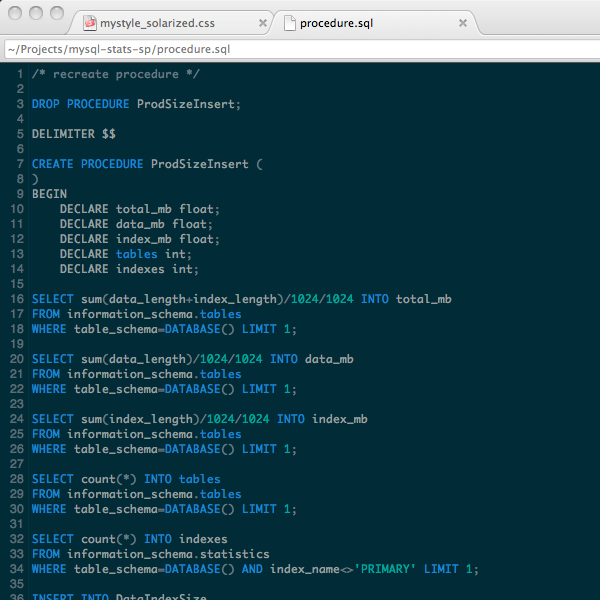 mystyle_solarized.css
procedure.sql
~/Projects/mysql-stats-sp/procedure.sql
1 /* recreate procedure */
2
3 DROP PROCEDURE ProdSizeInsert;
4
5 DELIMITER $$
6
7 CREATE PROCEDURE ProdSizeInsert (
8 )
9 BEGIN
10 DECLARE total_mb float;
11 DECLARE data_mb float;
12 DECLARE index_mb float;
13 DECLARE tables int;
14 DECLARE indexes int;
15
16 SELECT sum(data_length+index_length)/1024/1024 INTO total_mb
17 FROM information_schema.tables
18 WHERE table_schema=DATABASE() LIMIT 1;
19
20 SELECT sum(data_length)/1024/1024 INTO data_mb
21 FROM information_schema.tables
22 WHERE table_schema=DATABASE() LIMIT 1;
23
24 SELECT sum(index_length)/1024/1024 INTO index_mb
25 FROM information_schema.tables
26 WHERE table_schema=DATABASE() LIMIT 1;
27
28 SELECT count(*) INTO tables
29 FROM information_schema.tables
30 WHERE table_schema=DATABASE() LIMIT 1;
31
32 SELECT count(*) INTO indexes
33 FROM information_schema.statistics
34 WHERE table_schema=DATABASE() AND index_name<>'PRIMARY' LIMIT 1;
35
36 INSERT INTO DataIndexSize